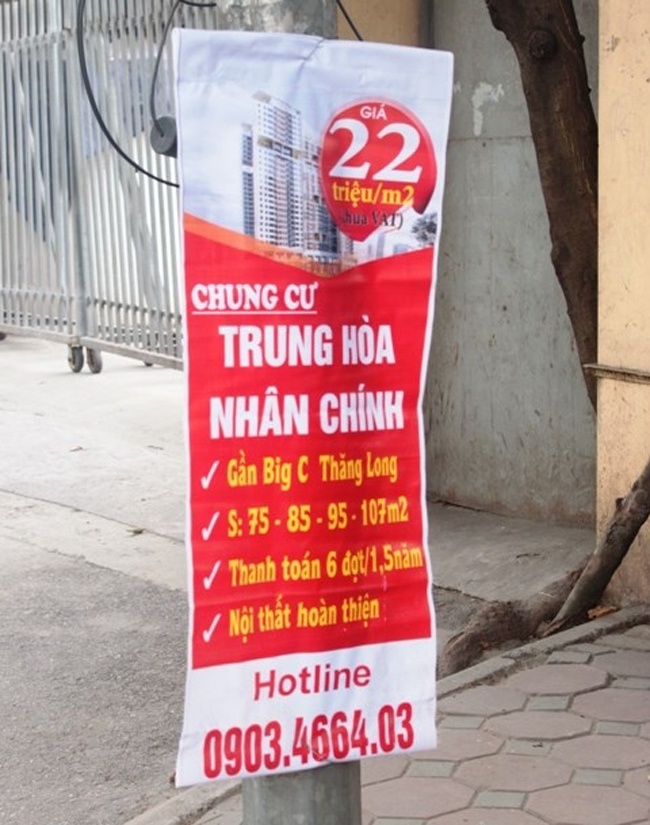 GIÁ
22
triệu/m2
VAT)
CHUNG CƯ
TRUNG HÒA
NHÂN CHÍNH
✓ Gần Big C Thăng Long
✓ S: 75 - 85 - 95 - 107m2
✓ Thanh toán 6 đợt/1,5năm
✓ Nội thất hoàn thiện
Hotline
0903.4664.03